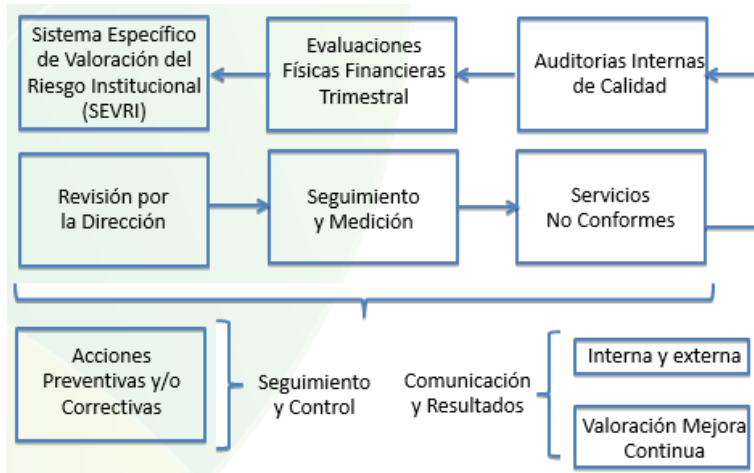 Sistema Específico
de Valoración del
Riesgo Institucional
(SEVRI)
Evaluaciones
Físicas Financieras
Trimestral
Auditorias Internas
de Calidad
Revisión por
la Dirección
Seguimiento
y Medición
Servicios
No Conformes
Acciones
Preventivas y/o
Correctivas
Seguimiento
y Control
Comunicación
y Resultados
Interna y externa
Valoración Mejora
Continua